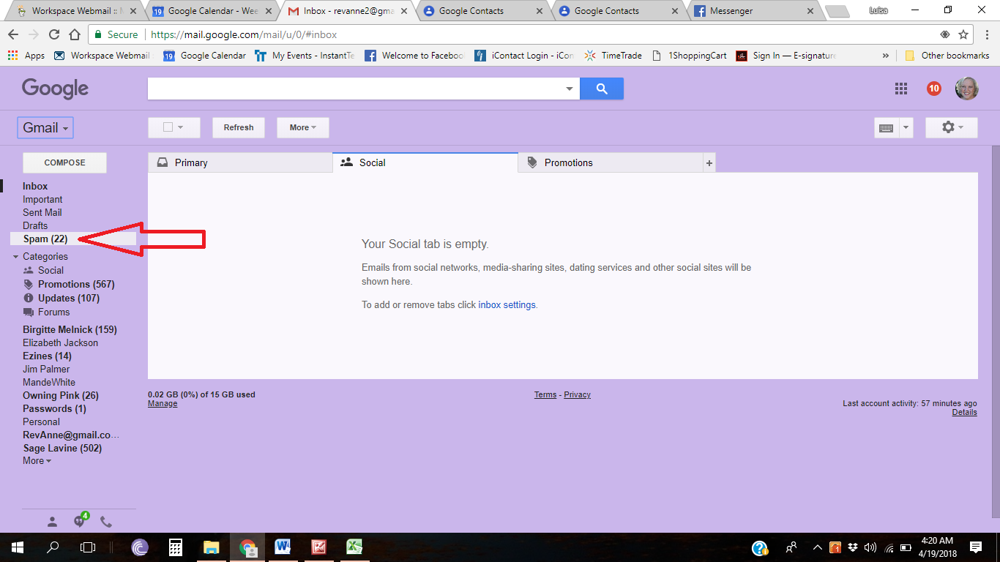 Workspace Webmail :: M
Google Calendar - Wee
Inbox - revanne2@gma
Google Contacts
Google Contacts
Messenger
Luisa
Secure
https://mail.google.com/mail/u/0/#inbox
Apps
Workspace Webmail
Google Calendar
My Events - InstantTe
Welcome to Faceboo
iContact Login - iCon
TimeTrade
1ShoppingCart
Sign In — E-signature
»
Other bookmarks
Google
10
Gmail
Refresh
More
COMPOSE
Primary
Social
Promotions
+
Inbox
Important
Sent Mail
Drafts
Spam (22)
Categories
Social
Promotions (567)
Updates (107)
Forums
Birgitte Melnick (159)
Elizabeth Jackson
Ezines (14)
Jim Palmer
MandeWhite
Owning Pink (26)
Passwords (1)
Personal
RevAnne@gmail.co…
Sage Lavine (502)
More
Your Social tab is empty.
Emails from social networks, media-sharing sites, dating services and other social sites will be
shown here.
To add or remove tabs click inbox settings.
0.02 GB (0%) of 15 GB used
Manage
Terms - Privacy
Last account activity: 57 minutes ago
Details
4
4:20 AM
4/19/2018